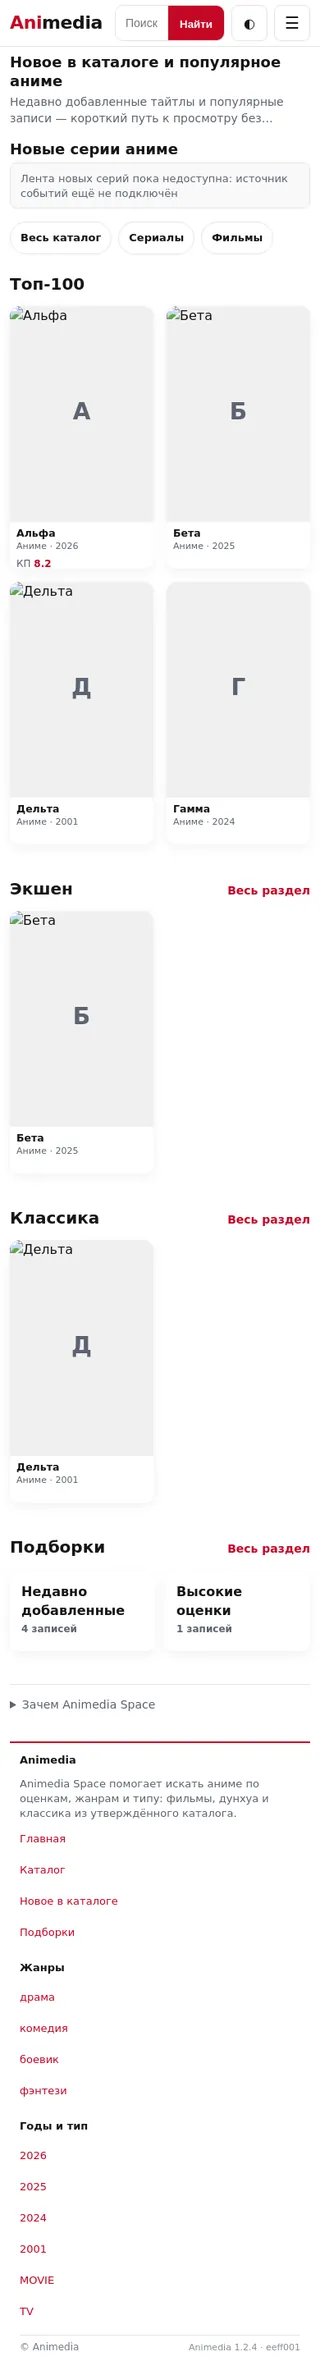 Animedia
Поиск
Найти
Новое в каталоге и популярное
аниме
Недавно добавленные тайтлы и популярные
записи — короткий путь к просмотру без…
Новые серии аниме
Лента новых серий пока недоступна: источник
событий ещё не подключён
Весь каталог
Сериалы
Фильмы
Топ-100
Альфа
Бета
А
Б
Альфа
Бета
Аниме · 2026
Аниме · 2025
КП 8.2
Дельта
Д
Г
Дельта
Гамма
Аниме · 2001
Аниме · 2024
Экшен
Весь раздел
Бета
Б
Бета
Аниме · 2025
Классика
Весь раздел
Дельта
Д
Дельта
Аниме · 2001
Подборки
Весь раздел
Недавно
добавленные
4 записей
Высокие
оценки
1 записей
Зачем Animedia Space
Animedia
Animedia Space помогает искать аниме по
оценкам, жанрам и типу: фильмы, дунхуа и
классика из утверждённого каталога.
Главная
Каталог
Новое в каталоге
Подборки
Жанры
драма
комедия
боевик
фэнтези
Годы и тип
2026
2025
2024
2001
MOVIE
TV
© Animedia
Animedia 1.2.4 · eeff001